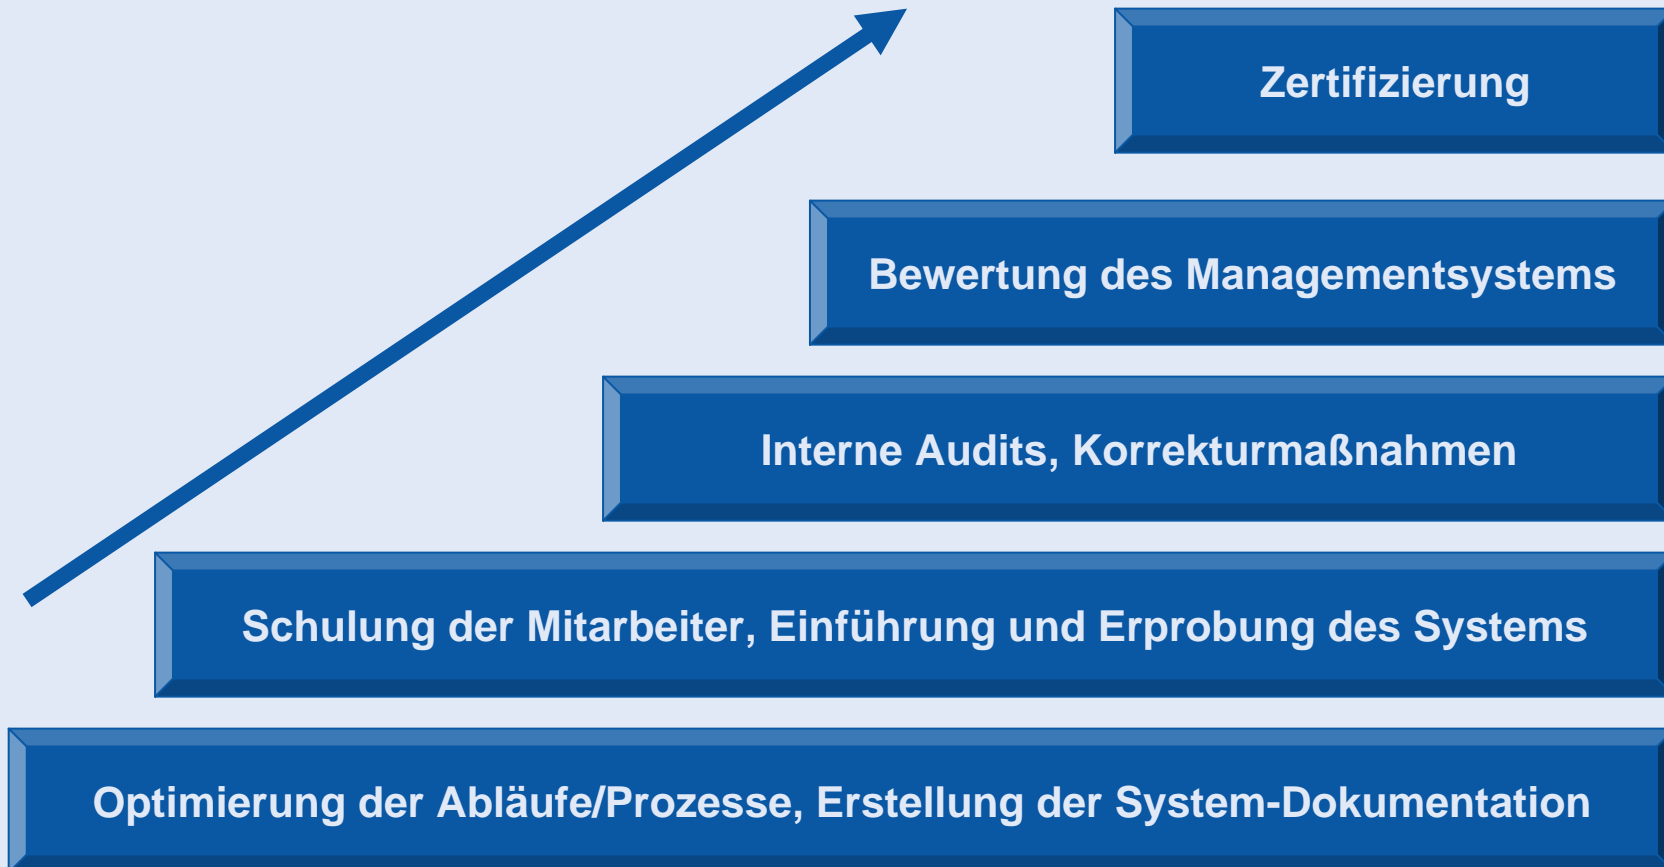 Zertifizierung
Bewertung des Managementsystems
Interne Audits, Korrekturmaßnahmen
Schulung der Mitarbeiter, Einführung und Erprobung des Systems
Optimierung der Abläufe/Prozesse, Erstellung der System-Dokumentation